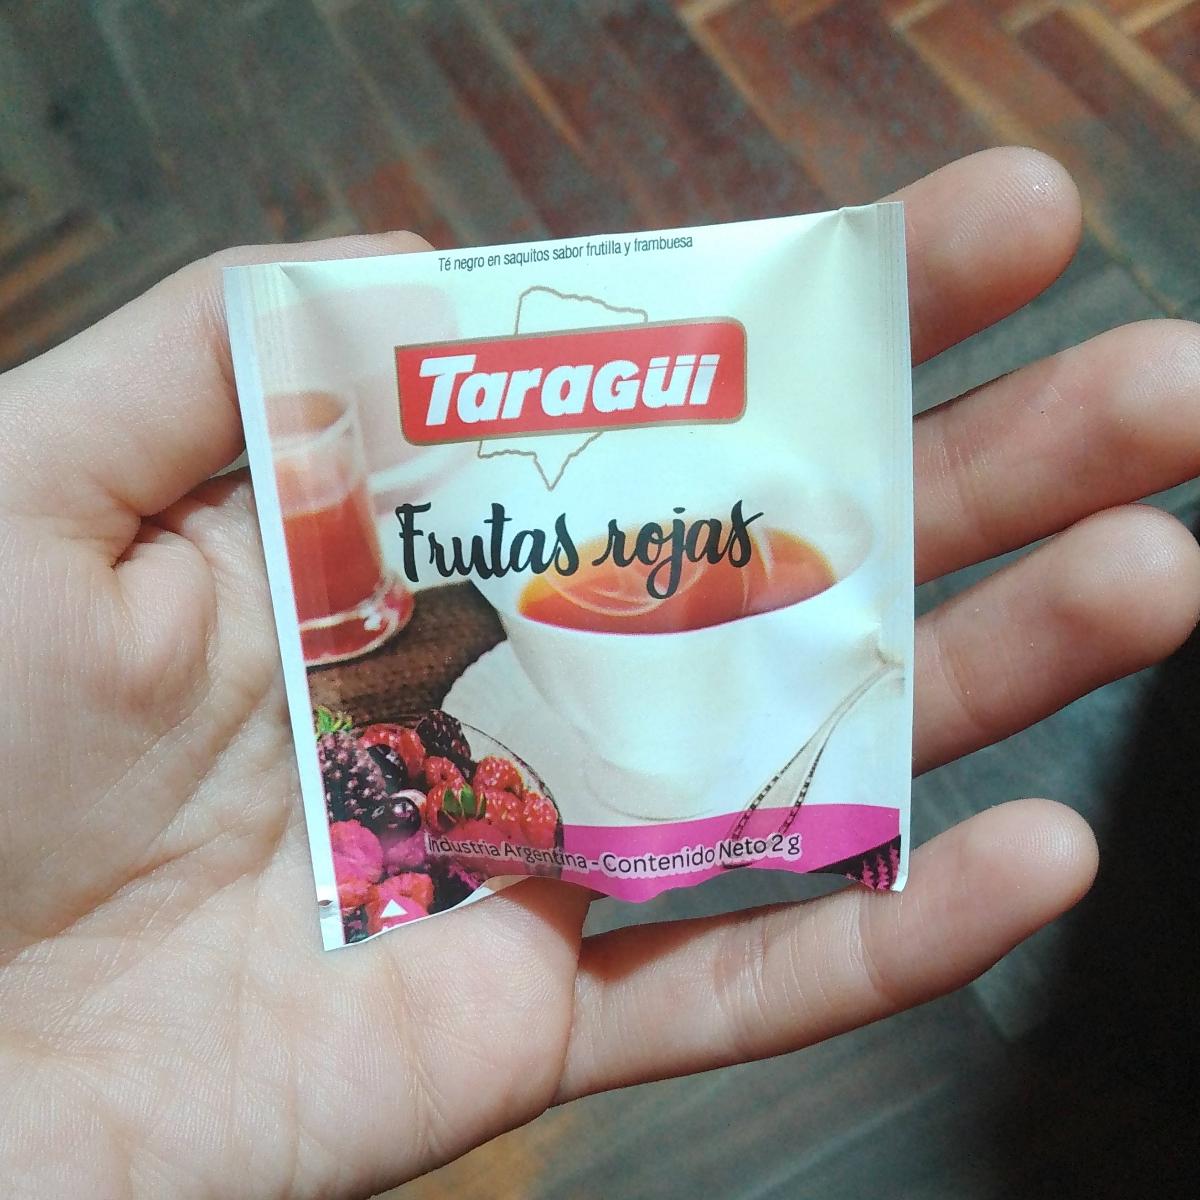 Té negro en saquitos sabor frutilla y frambuesa
Taragüi
Frutas rojas
Industria Argentina - Contenido Neto 2 g